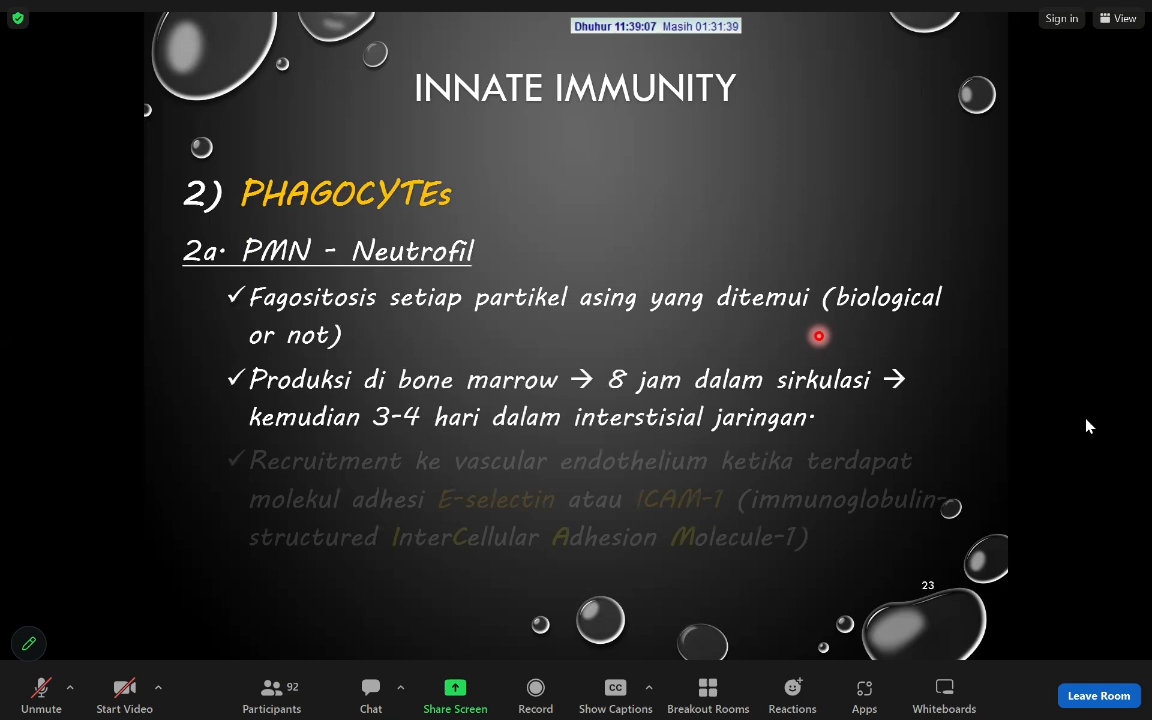 Dhuhur 11:39:07 Masih 01:31:39
Sign in
View
INNATE IMMUNITY
2) PHAGOCYTEs
2a. PMN - Neutrofil
✓Fagositosis setiap partikel asing yang ditemui (biological
or not)
✓Produksi di bone marrow → 8 jam dalam sirkulasi →
kemudian 3-4 hari dalam interstisial jaringan.
✓Recruitment ke vascular endothelium ketika terdapat
molekul adhesi E-selectin atau ICAM-1 (immunoglobulin-
structured InterCellular Adhesion Molecule-1)
23
Unmute
Start Video
92
Participants
Chat
Share Screen
Record
CC
Show Captions
Breakout Rooms
Reactions
Apps
Whiteboards
Leave Room